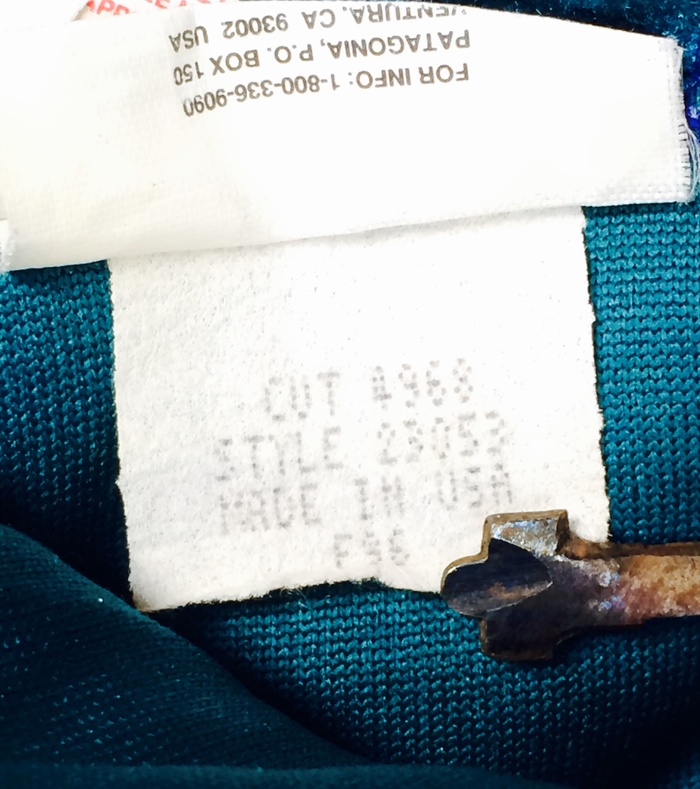 FOR INFO: 1-800-336-9090
PATAGONIA, P.O. BOX 150
VENTURA, CA 93002 USA
CUT 4968
STYLE 23053
MADE IN USA
F96